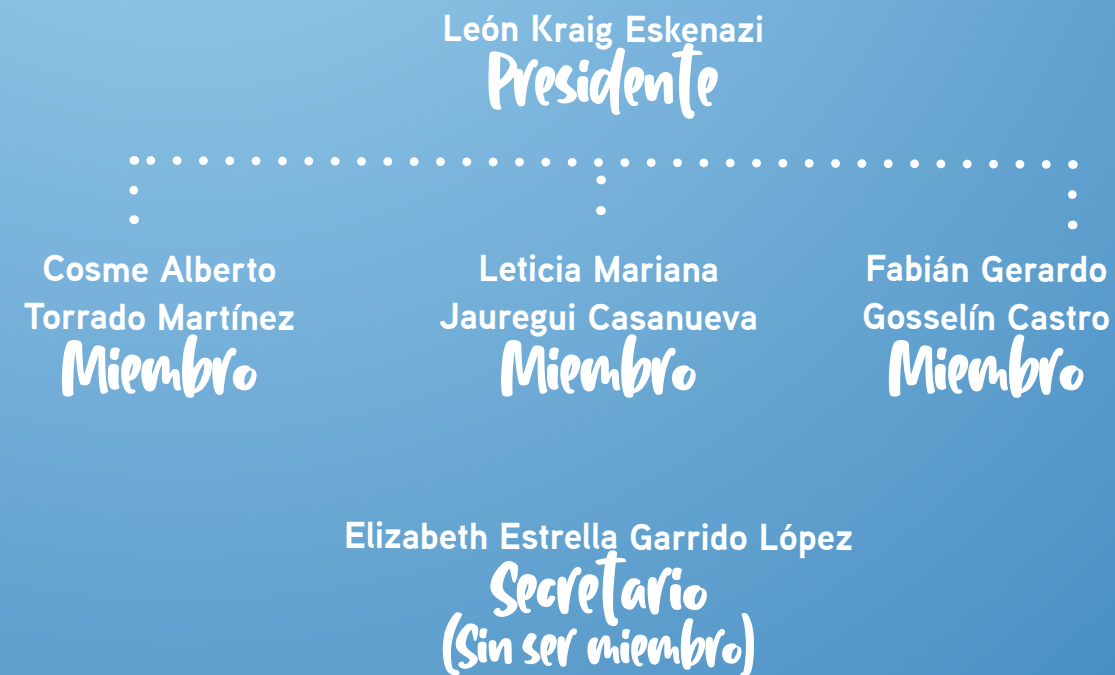 León Kraig Eskenazi
Presidente
Cosme Alberto
Torrado Martínez
Miembro
Leticia Mariana
Jauregui Casanueva
Miembro
Fabián Gerardo
Gosselín Castro
Miembro
Elizabeth Estrella Garrido López
Secretario
(Sin ser miembro)